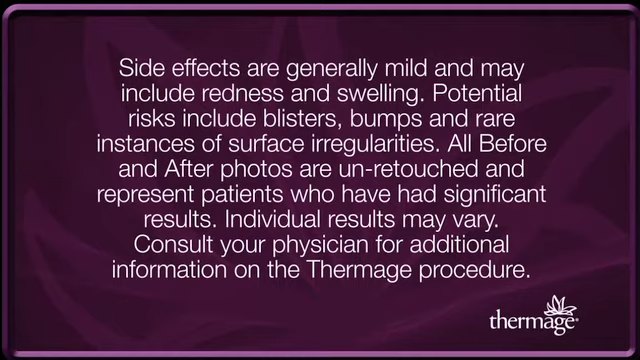 Side effects are generally mild and may
include redness and swelling. Potential
risks include blisters, bumps and rare
instances of surface irregularities. All Before
and After photos are un-retouched and
represent patients who have had significant
results. Individual results may vary.
Consult your physician for additional
information on the Thermage procedure.
thermage®